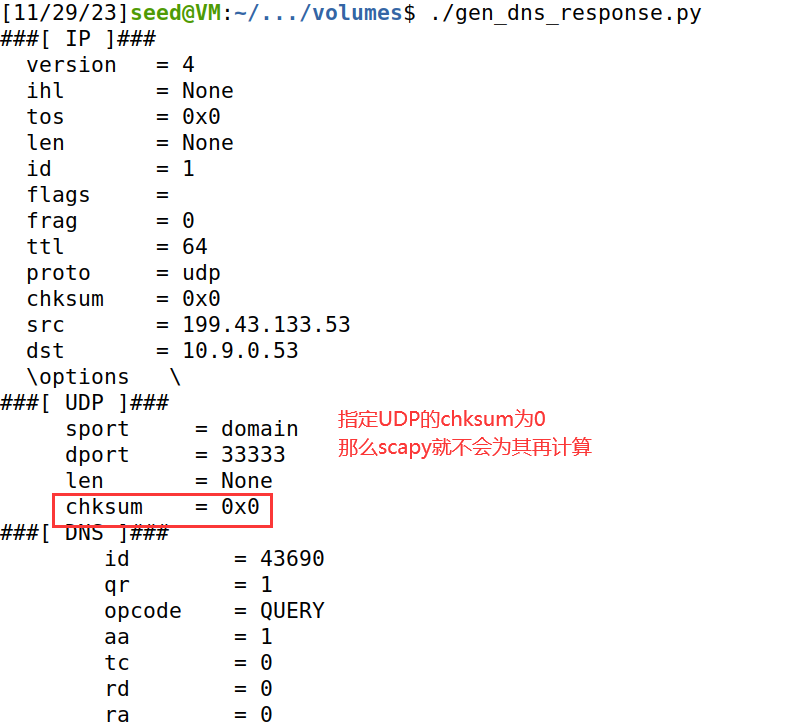 [11/29/23]seed@VM:~/.../volumes$ ./gen_dns_response.py
###[ IP ]###
version = 4
ihl = None
tos = 0x0
len = None
id = 1
flags =
frag = 0
ttl = 64
proto = udp
chksum = 0x0
src = 199.43.133.53
dst = 10.9.0.53
\options \
###[ UDP ]###
sport = domain
dport = 33333
len = None
chksum = 0x0
指定UDP的chksum为0
那么scapy就不会为其再计算
###[ DNS ]###
id = 43690
qr = 1
opcode = QUERY
aa = 1
tc = 0
rd = 0
ra = 0